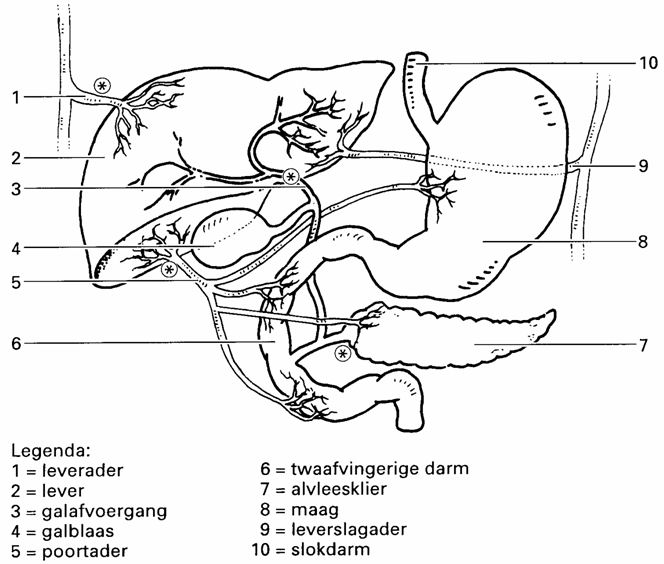 1
2
3
4
5
6
10
9
8
7
Legenda:
1 = leverader
2 = lever
3 = galafvoergang
4 = galblaas
5 = poortader
6 = twaafvingerige darm
7 = alvleesklier
8 = maag
9 = leverslagader
10 = slokdarm